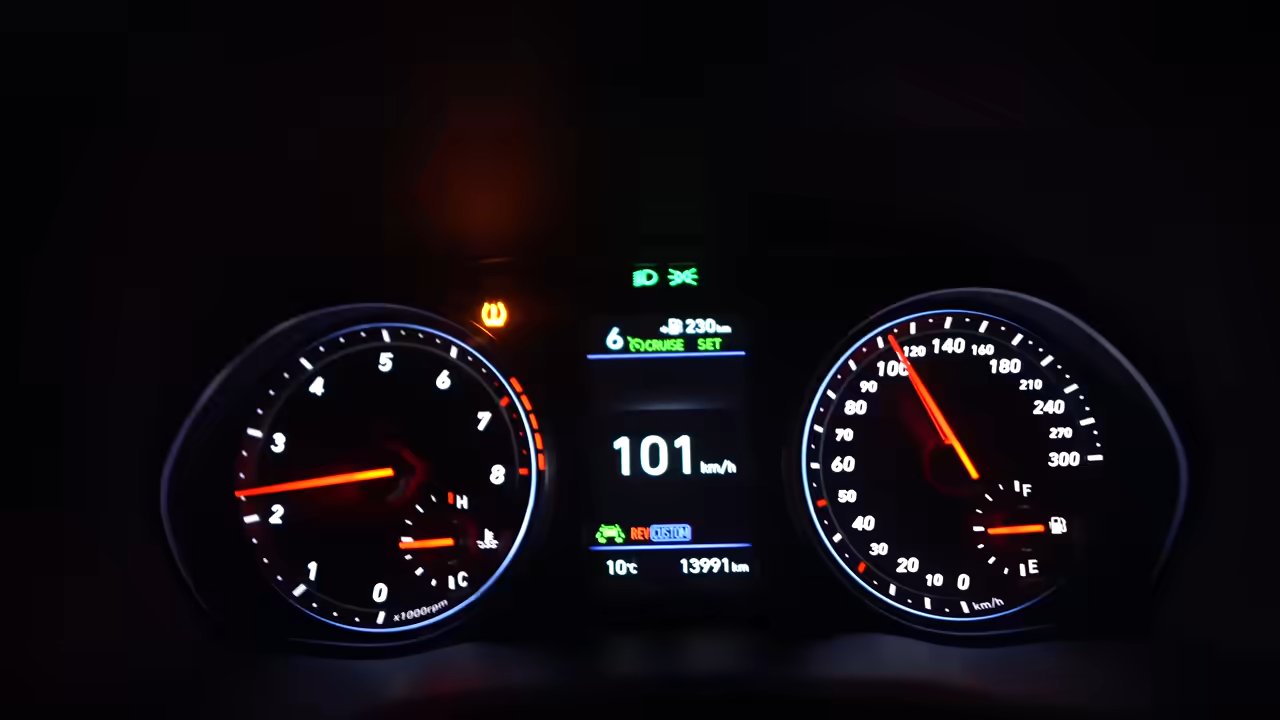 5
4
6
3
7
8
2
1
0
x1000rpm
H
C
230km
6
CRUISE SET
101 km/h
REV CUSTOM
10℃ 13991km
140
120
160
100
180
90
210
80
240
70
270
60
300
50
40
30
20
10
0
km/h
F
E